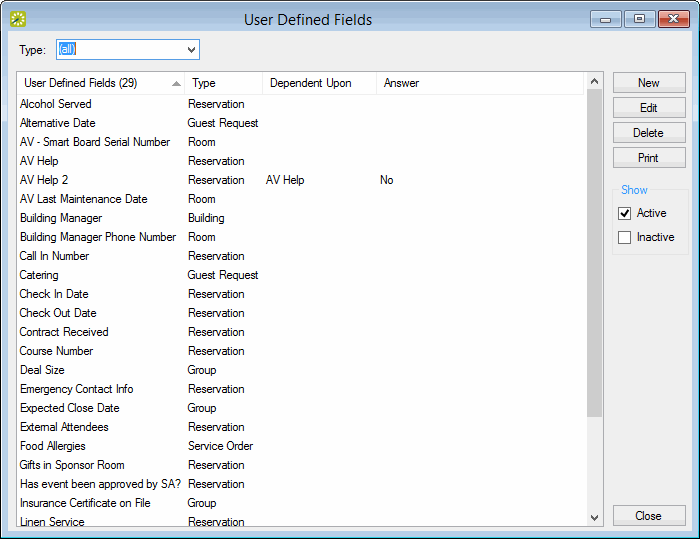 User Defined Fields
Type: (all)
User Defined Fields (29) Type Dependent Upon Answer
Alcohol Served Reservation
Alternative Date Guest Request
AV - Smart Board Serial Number Room
AV Help Reservation
AV Help 2 Reservation AV Help No
AV Last Maintenance Date Room
Building Manager Building
Building Manager Phone Number Room
Call In Number Reservation
Catering Guest Request
Check In Date Reservation
Check Out Date Reservation
Contract Received Reservation
Course Number Reservation
Deal Size Group
Emergency Contact Info Reservation
Expected Close Date Group
External Attendees Reservation
Food Allergies Service Order
Gifts in Sponsor Room Reservation
Has event been approved by SA? Reservation
Insurance Certificate on File Group
Linen Service Reservation
New
Edit
Delete
Print
Show
Active
Inactive
Close